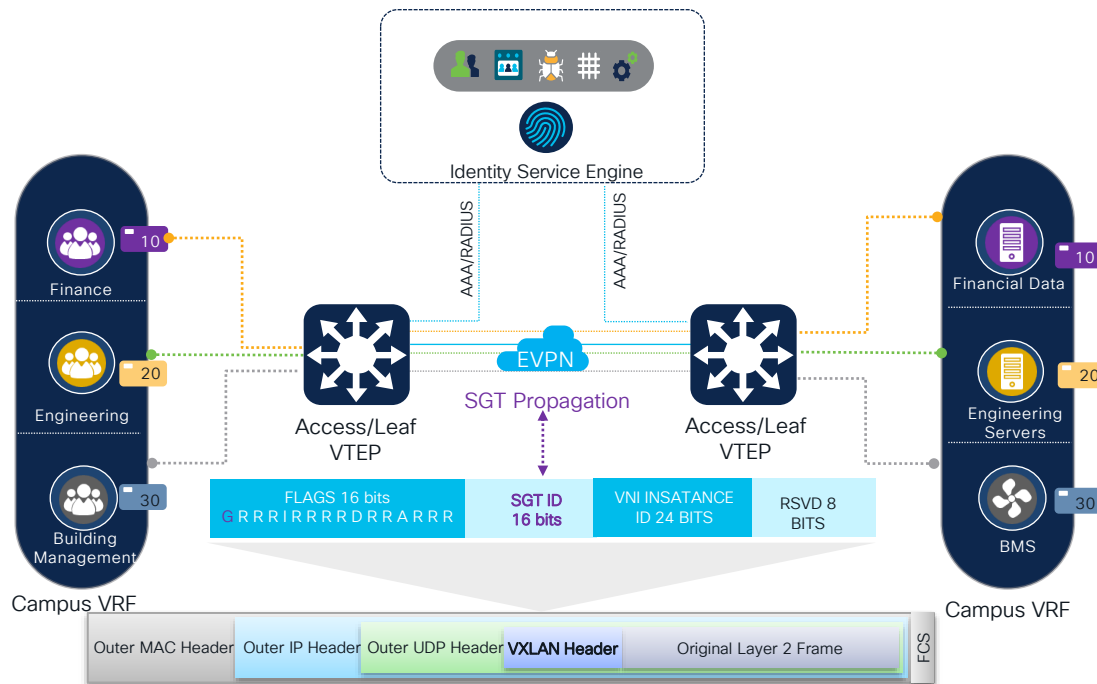 Identity Service Engine
AAA/RADIUS
AAA/RADIUS
10
Finance
20
Engineering
30
Building
Management
Campus VRF
Access/Leaf
VTEP
EVPN
SGT Propagation
Access/Leaf
VTEP
10
Financial Data
20
Engineering
Servers
30
BMS
Campus VRF
FLAGS 16 bits
G R R R I R R R R D R R A R R R
SGT ID
16 bits
VNI INSATANCE
ID 24 BITS
RSVD 8
BITS
Outer MAC Header
Outer IP Header
Outer UDP Header
VXLAN Header
Original Layer 2 Frame
FCS